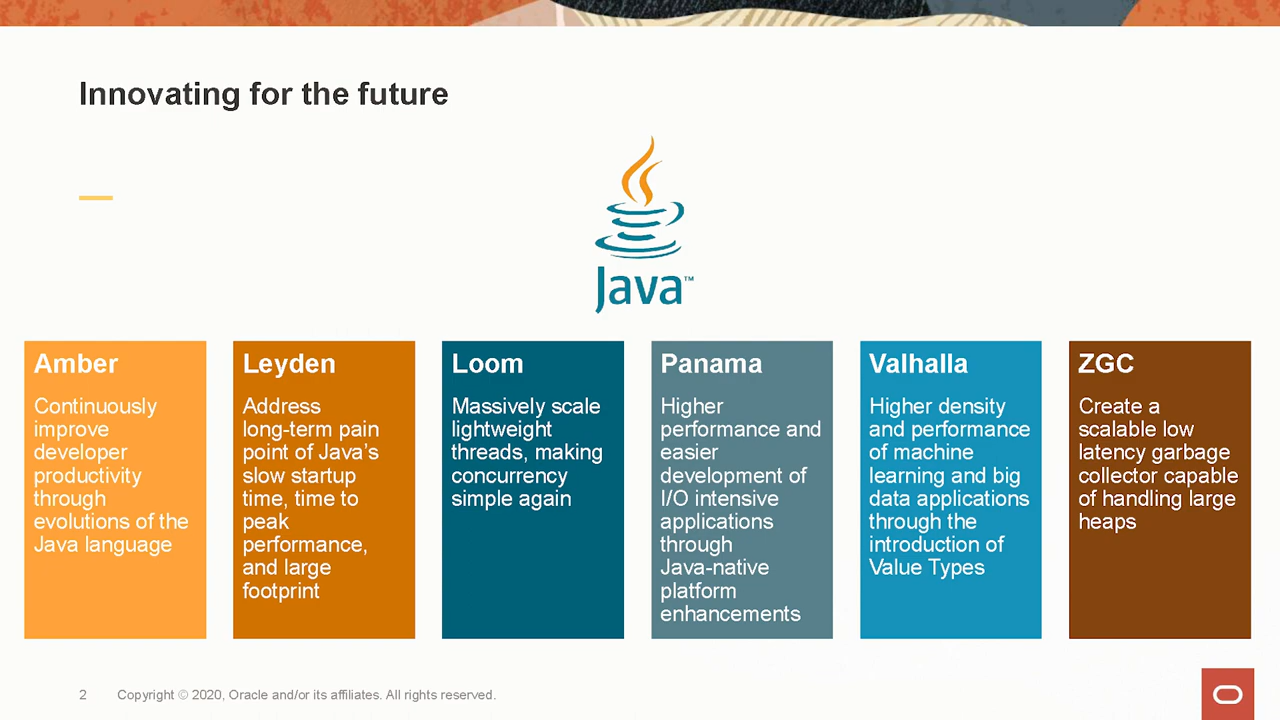 Innovating for the future
Java™
Amber
Continuously
improve
developer
productivity
through
evolutions of the
Java language
Leyden
Address
long-term pain
point of Java’s
slow startup
time, time to
peak
performance,
and large
footprint
Loom
Massively scale
lightweight
threads, making
concurrency
simple again
Panama
Higher
performance and
easier
development of
I/O intensive
applications
through
Java-native
platform
enhancements
Valhalla
Higher density
and performance
of machine
learning and big
data applications
through the
introduction of
Value Types
ZGC
Create a
scalable low
latency garbage
collector capable
of handling large
heaps
2 Copyright © 2020, Oracle and/or its affiliates. All rights reserved.